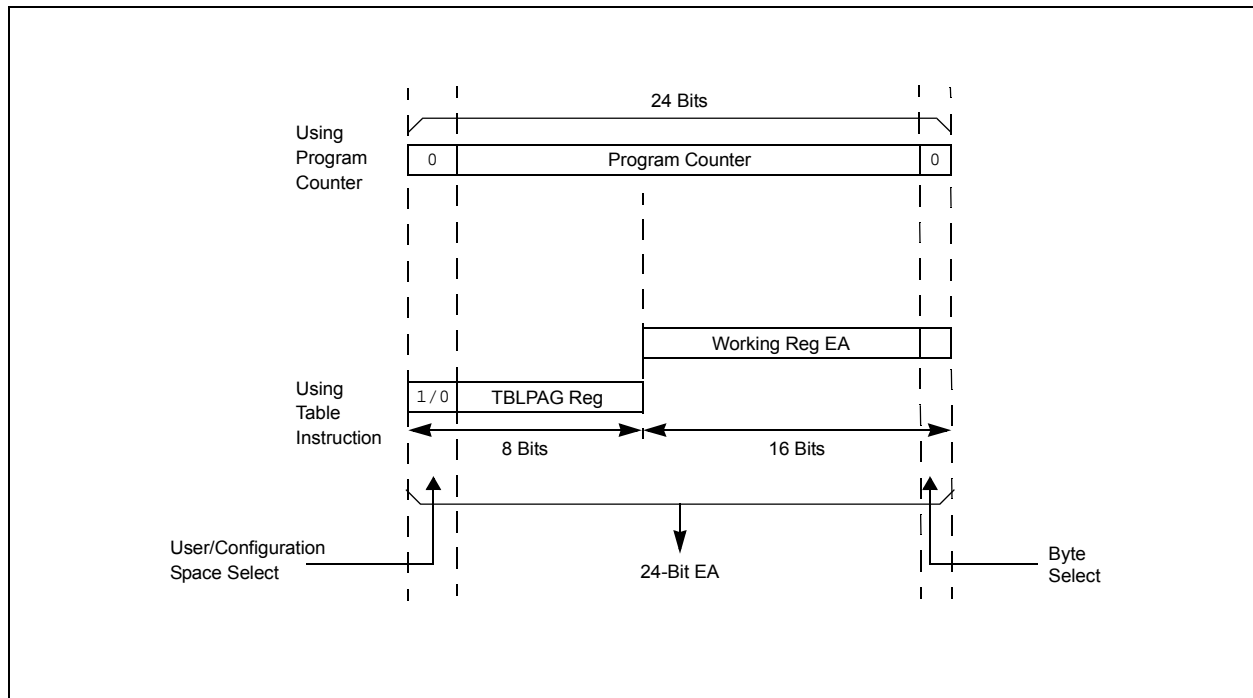 24 Bits
Using
Program
Counter
0
Program Counter
0
Working Reg EA
Using
Table
Instruction
1/0
TBLPAG Reg
8 Bits
16 Bits
User/Configuration
Space Select
24-Bit EA
Byte
Select